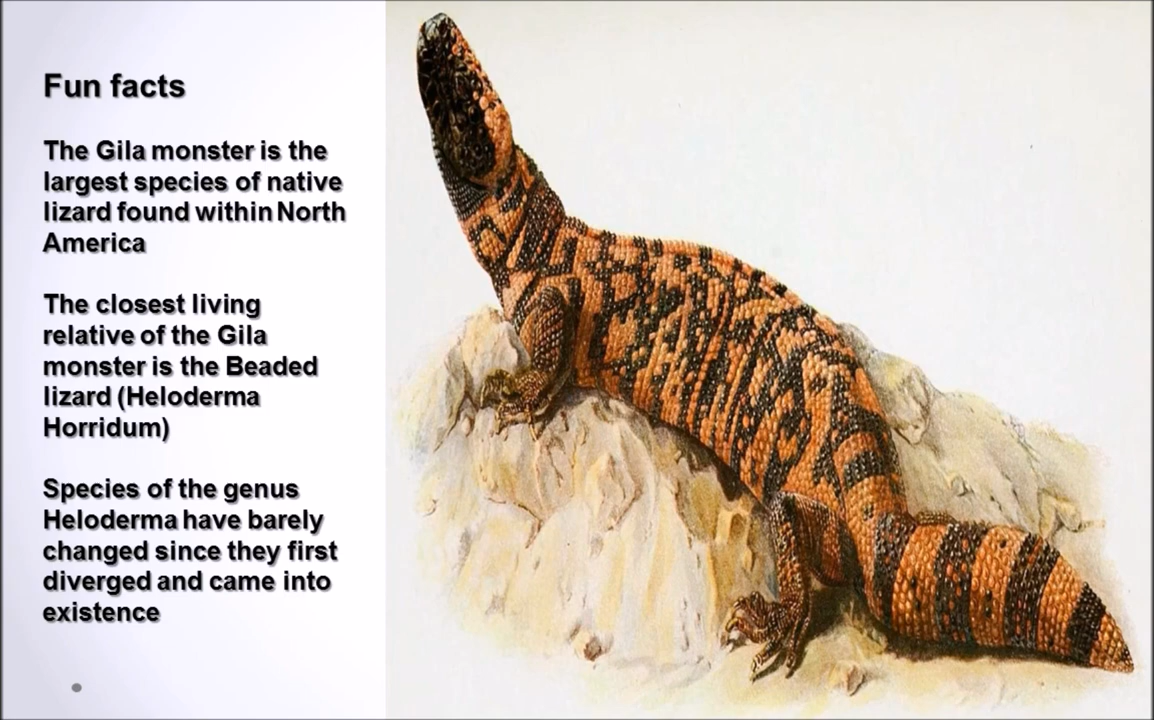 Fun facts
The Gila monster is the
largest species of native
lizard found within North
America
The closest living
relative of the Gila
monster is the Beaded
lizard (Heloderma
Horridum)
Species of the genus
Heloderma have barely
changed since they first
diverged and came into
existence